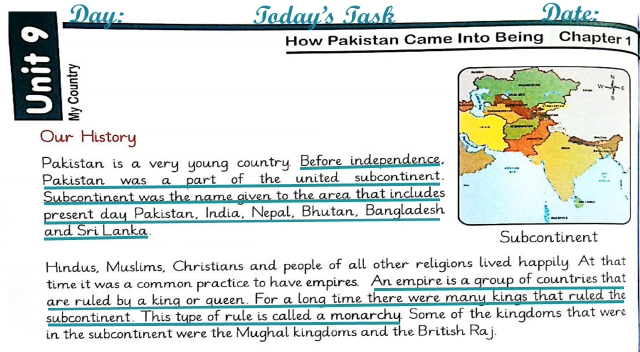 Day: Today's Task Date:
How Pakistan Came Into Being Chapter 1
Unit 9
My Country
Our History
Pakistan is a very young country. Before independence,
Pakistan was a part of the united subcontinent.
Subcontinent was the name given to the area that includes
present day Pakistan, India, Nepal, Bhutan, Bangladesh
and Sri Lanka.
N
W E
S
Subcontinent
Hindus, Muslims, Christians and people of all other religions lived happily. At that
time it was a common practice to have empires. An empire is a group of countries that
are ruled by a king or queen. For a long time there were many kings that ruled the
subcontinent. This type of rule is called a monarchy. Some of the kingdoms that were
in the subcontinent were the Mughal kingdoms and the British Raj.